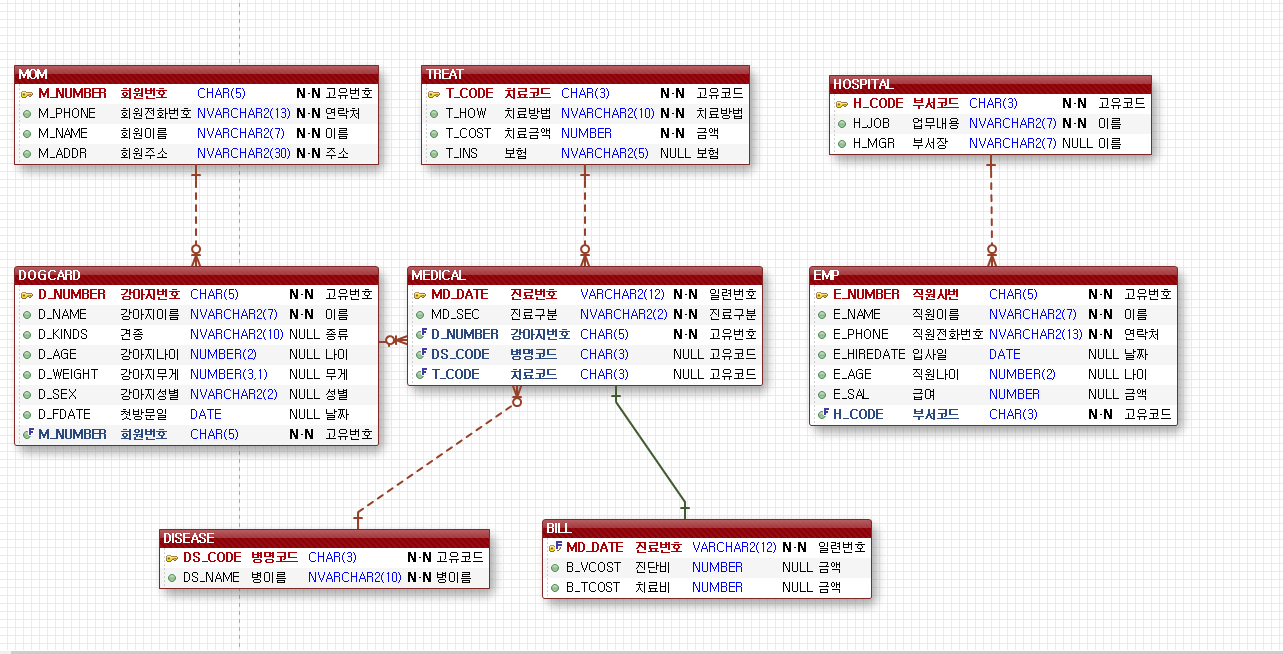 MOM
M_NUMBER 회원번호 CHAR(5) N-N 고유번호
M_PHONE 회원전화번호 NVARCHAR2(13) N-N 연락처
M_NAME 회원이름 NVARCHAR2(7) N-N 이름
M_ADDR 회원주소 NVARCHAR2(30) N-N 주소
TREAT
T_CODE 치료코드 CHAR(3) N-N 고유코드
T_HOW 치료방법 NVARCHAR2(10) N-N 치료방법
T_COST 치료금액 NUMBER N-N 금액
T_INS 보험 NVARCHAR2(5) NULL 보험
HOSPITAL
H_CODE 부서코드 CHAR(3) N-N 고유코드
H_JOB 업무내용 NVARCHAR2(7) N-N 이름
H_MGR 부서장 NVARCHAR2(7) NULL 이름
DOGCARD
D_NUMBER 강아지번호 CHAR(5) N-N 고유번호
D_NAME 강아지이름 NVARCHAR2(7) N-N 이름
D_KINDS 견종 NVARCHAR2(10) NULL 종류
D_AGE 강아지나이 NUMBER(2) NULL 나이
D_WEIGHT 강아지무게 NUMBER(3,1) NULL 무게
D_SEX 강아지성별 NVARCHAR2(2) NULL 성별
D_FDATE 첫방문일 DATE NULL 날짜
M_NUMBER 회원번호 CHAR(5) N-N 고유번호
MEDICAL
MD_DATE 진료번호 VARCHAR2(12) N-N 일련번호
MD_SEC 진료구분 NVARCHAR2(2) N-N 진료구분
D_NUMBER 강아지번호 CHAR(5) N-N 고유번호
DS_CODE 병명코드 CHAR(3) NULL 고유코드
T_CODE 치료코드 CHAR(3) NULL 고유코드
EMP
E_NUMBER 직원사번 CHAR(5) N-N 고유번호
E_NAME 직원이름 NVARCHAR2(7) N-N 이름
E_PHONE 직원전화번호 NVARCHAR2(13) N-N 연락처
E_HIREDATE 입사일 DATE NULL 날짜
E_AGE 직원나이 NUMBER(2) NULL 나이
E_SAL 급여 NUMBER NULL 금액
H_CODE 부서코드 CHAR(3) N-N 고유코드
DISEASE
DS_CODE 병명코드 CHAR(3) N-N 고유코드
DS_NAME 병이름 NVARCHAR2(10) N-N 병이름
BILL
MD_DATE 진료번호 VARCHAR2(12) N-N 일련번호
B_VCOST 진단비 NUMBER NULL 금액
B_TCOST 치료비 NUMBER NULL 금액